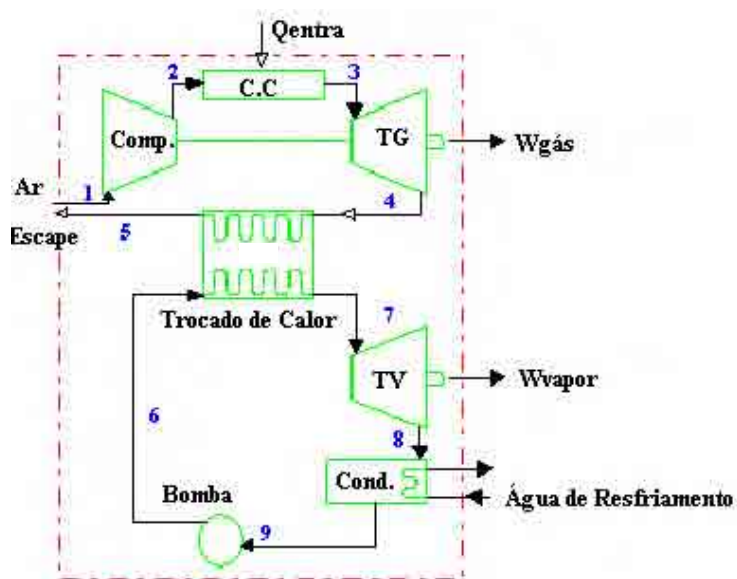 Qentra
2
3
C.C
Comp.
TG
Wgás
Ar
1
4
Escape
5
Trocado de Calor
7
TV
Wvapor
6
8
Bomba
Cond.
Água de Resfriamento
9